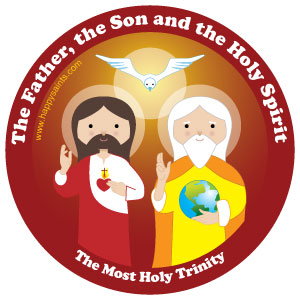 The Father, the Son and the Holy Spirit
www.happysaints.com
The Most Holy Trinity